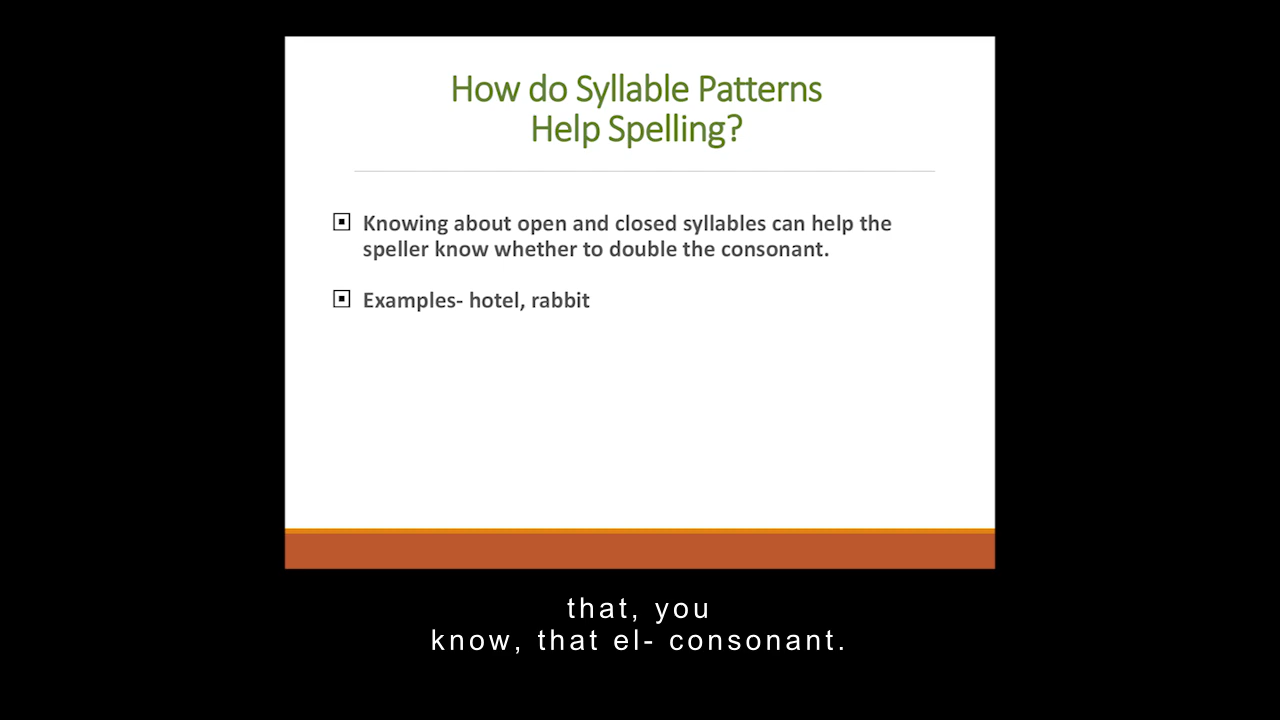 How do Syllable Patterns
Help Spelling?
Knowing about open and closed syllables can help the
speller know whether to double the consonant.
Examples- hotel, rabbit
that, you
know, that el- consonant.